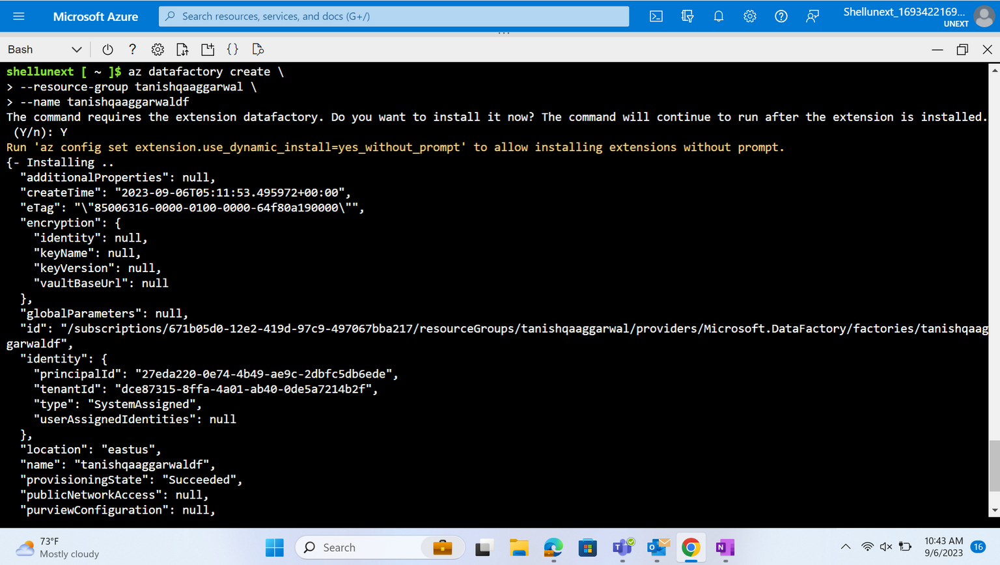 Microsoft Azure
Search resources, services, and docs (G+/)
Shellunext_1693422169...
UNEXT
Bash
shellunext [ ~ ]$ az datafactory create \
> --resource-group tanishqaaggarwal \
> --name tanishqaaggarwaldf
The command requires the extension datafactory. Do you want to install it now? The command will continue to run after the extension is installed.
(Y/n): Y
Run 'az config set extension.use_dynamic_install=yes_without_prompt' to allow installing extensions without prompt.
{- Installing ..
"additionalProperties": null,
"createTime": "2023-09-06T05:11:53.495972+00:00",
"eTag": "\"85006316-0000-0100-0000-64f80a190000\"",
"encryption": {
"identity": null,
"keyName": null,
"keyVersion": null,
"vaultBaseUrl": null
},
"globalParameters": null,
"id": "/subscriptions/671b05d0-12e2-419d-97c9-497067bba217/resourceGroups/tanishqaaggarwal/providers/Microsoft.DataFactory/factories/tanishqaag
garwaldf",
"identity": {
"principalId": "27eda220-0e74-4b49-ae9c-2dbfc5db6ede",
"tenantId": "dce87315-8ffa-4a01-ab40-0de5a7214b2f",
"type": "SystemAssigned",
"userAssignedIdentities": null
},
"location": "eastus",
"name": "tanishqaaggarwaldf",
"provisioningState": "Succeeded",
"publicNetworkAccess": null,
"purviewConfiguration": null,
73°F
Mostly cloudy
Search
10:43 AM
9/6/2023
16